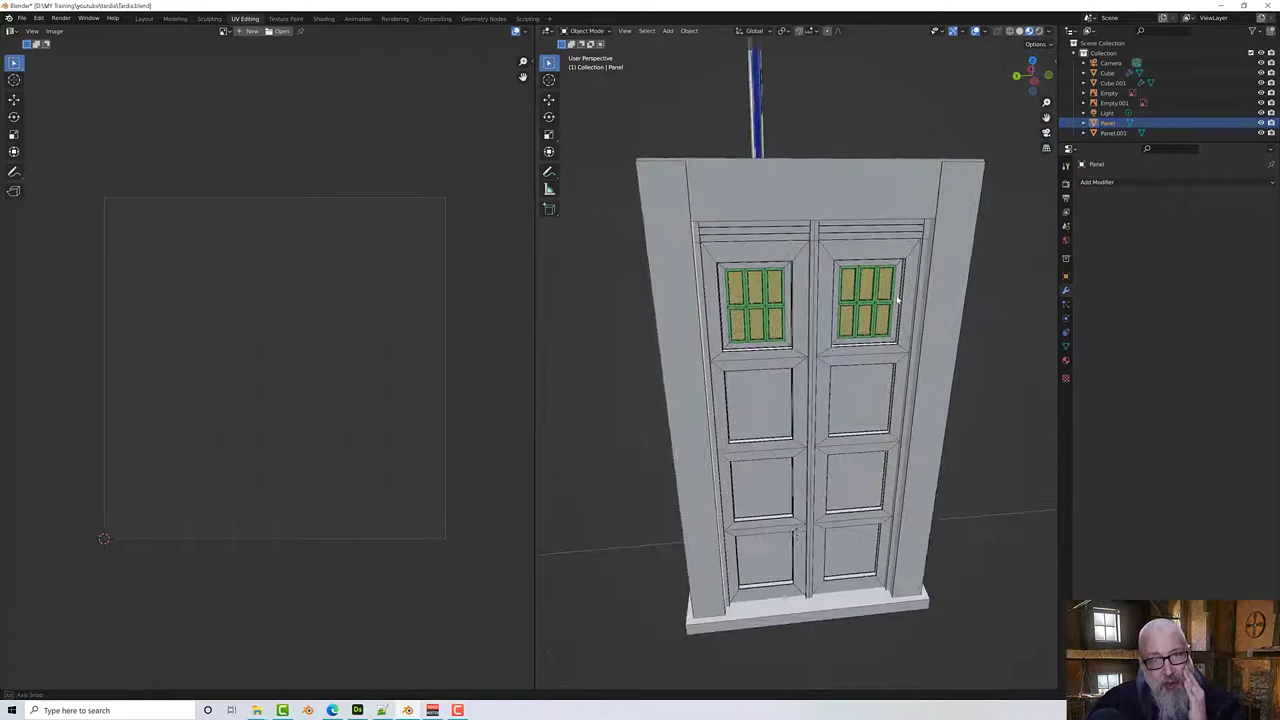 Blender* [D:\MY Training\youtube\tardis\Tardis.blend]
File Edit Render Window Help Layout Modeling Sculpting UV Editing Texture Paint Shading Animation Rendering Compositing Geometry Nodes Scripting Scene ViewLayer
View Image New Open Object Mode View Select Add Object Global
Options
User Perspective
(1) Collection | Panel
Scene Collection
Collection
Camera
Cube
Cube.001
Empty
Empty.001
Light
Panel
Panel.001
Panel
Add Modifier
Axis Snap
Type here to search